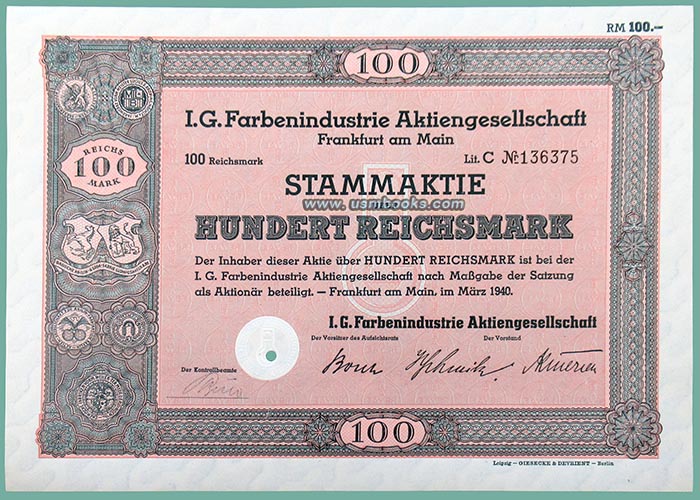 RM 100.–
100
I.G. Farbenindustrie Aktiengesellschaft
Frankfurt am Main
100 Reichsmark
Lit. C № 136375
REICHS
100
MARK
STAMMAKTIE
über
www.usmbooks.com
HUNDERT REICHSMARK
Der Inhaber dieser Aktie über HUNDERT REICHSMARK ist bei der
I. G. Farbenindustrie Aktiengesellschaft nach Maßgabe der Satzung
als Aktionär beteiligt. — Frankfurt am Main, im März 1940.
I.G. Farbenindustrie Aktiengesellschaft
Der Vorsitzer des Aufsichtsrats
Der Vorstand
Der Kontrollbeamte
100
Leipzig – GIESECKE & DEVRIENT – Berlin